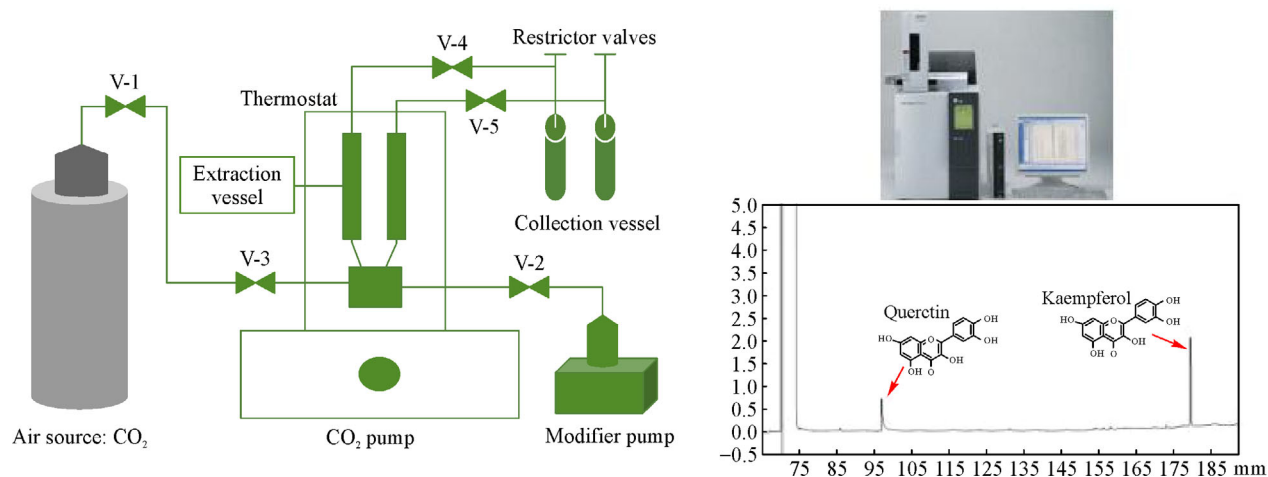 V-4
Restrictor valves
V-1
Thermostat
V-5
Extraction
vessel
Collection vessel
V-3
V-2
Air source: CO₂
CO₂ pump
Modifier pump
5.0
4.5
4.0
3.5
3.0
2.5
2.0
1.5
1.0
0.5
0.0
−0.5
Querctin
HO
O
OH
OH
OH
OH
O
Kaempferol
HO
O
OH
OH
OH
OH
O
75 85 95 105 115 125 135 145 155 165 175 185 mm